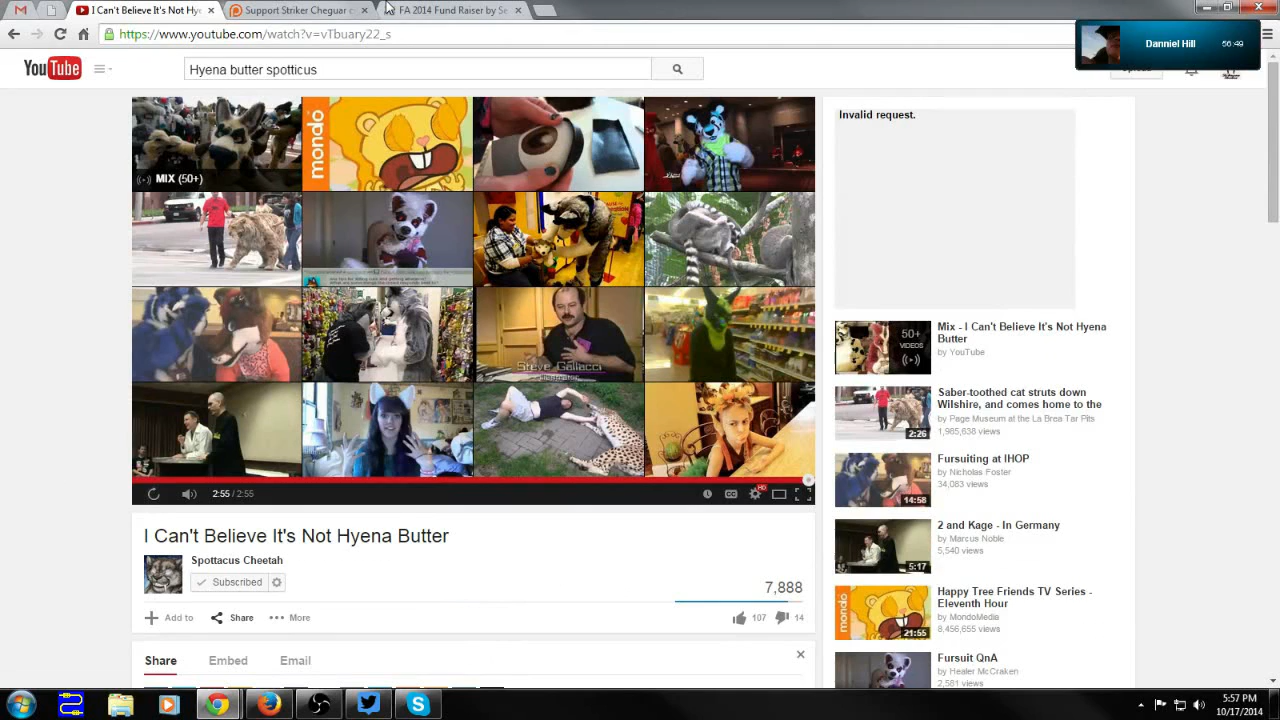 I Can't Believe It's Not Hye
Support Striker Cheguar
FA 2014 Fund Raiser by Se
https://www.youtube.com/watch?v=vTbuary22_s
Danniel Hill
56:49
YouTube
Hyena butter spotticus
mondo
MIX (50+)
Steve Gallacci
2:55 / 2:55
HD
CC
I Can't Believe It's Not Hyena Butter
Spottacus Cheetah
Subscribed
7,888
Add to
Share
More
107
14
Share
Embed
Email
Invalid request.
50+
VIDEOS
Mix - I Can't Believe It's Not Hyena
Butter
by YouTube
2:26
Saber-toothed cat struts down
Wilshire, and comes home to the
by Page Museum at the La Brea Tar Pits
1,985,638 views
14:58
Fursuiting at IHOP
by Nicholas Foster
34,083 views
5:17
2 and Kage - In Germany
by Marcus Noble
5,540 views
mondo
21:55
Happy Tree Friends TV Series -
Eleventh Hour
by MondoMedia
8,456,655 views
Fursuit QnA
by Healer McCraken
2,581 views
5:57 PM
10/17/2014